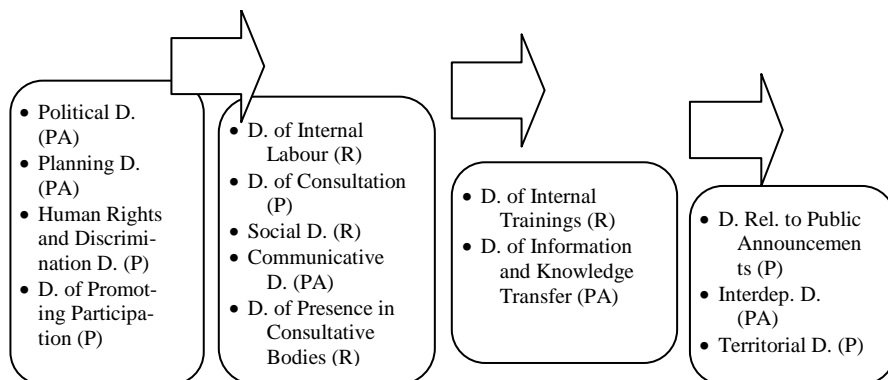 • Political D.
(PA)
• Planning D.
(PA)
• Human Rights
and Discrimi-
nation D. (P)
• D. of Promot-
ing Participa-
tion (P)
• D. of Internal
Labour (R)
• D. of Consultation
(P)
• Social D. (R)
• Communicative
D. (PA)
• D. of Presence in
Consultative
Bodies (R)
• D. of Internal
Trainings (R)
• D. of Information
and Knowledge
Transfer (PA)
• D. Rel. to Public
Announcemen
ts (P)
• Interdep. D.
(PA)
• Territorial D. (P)